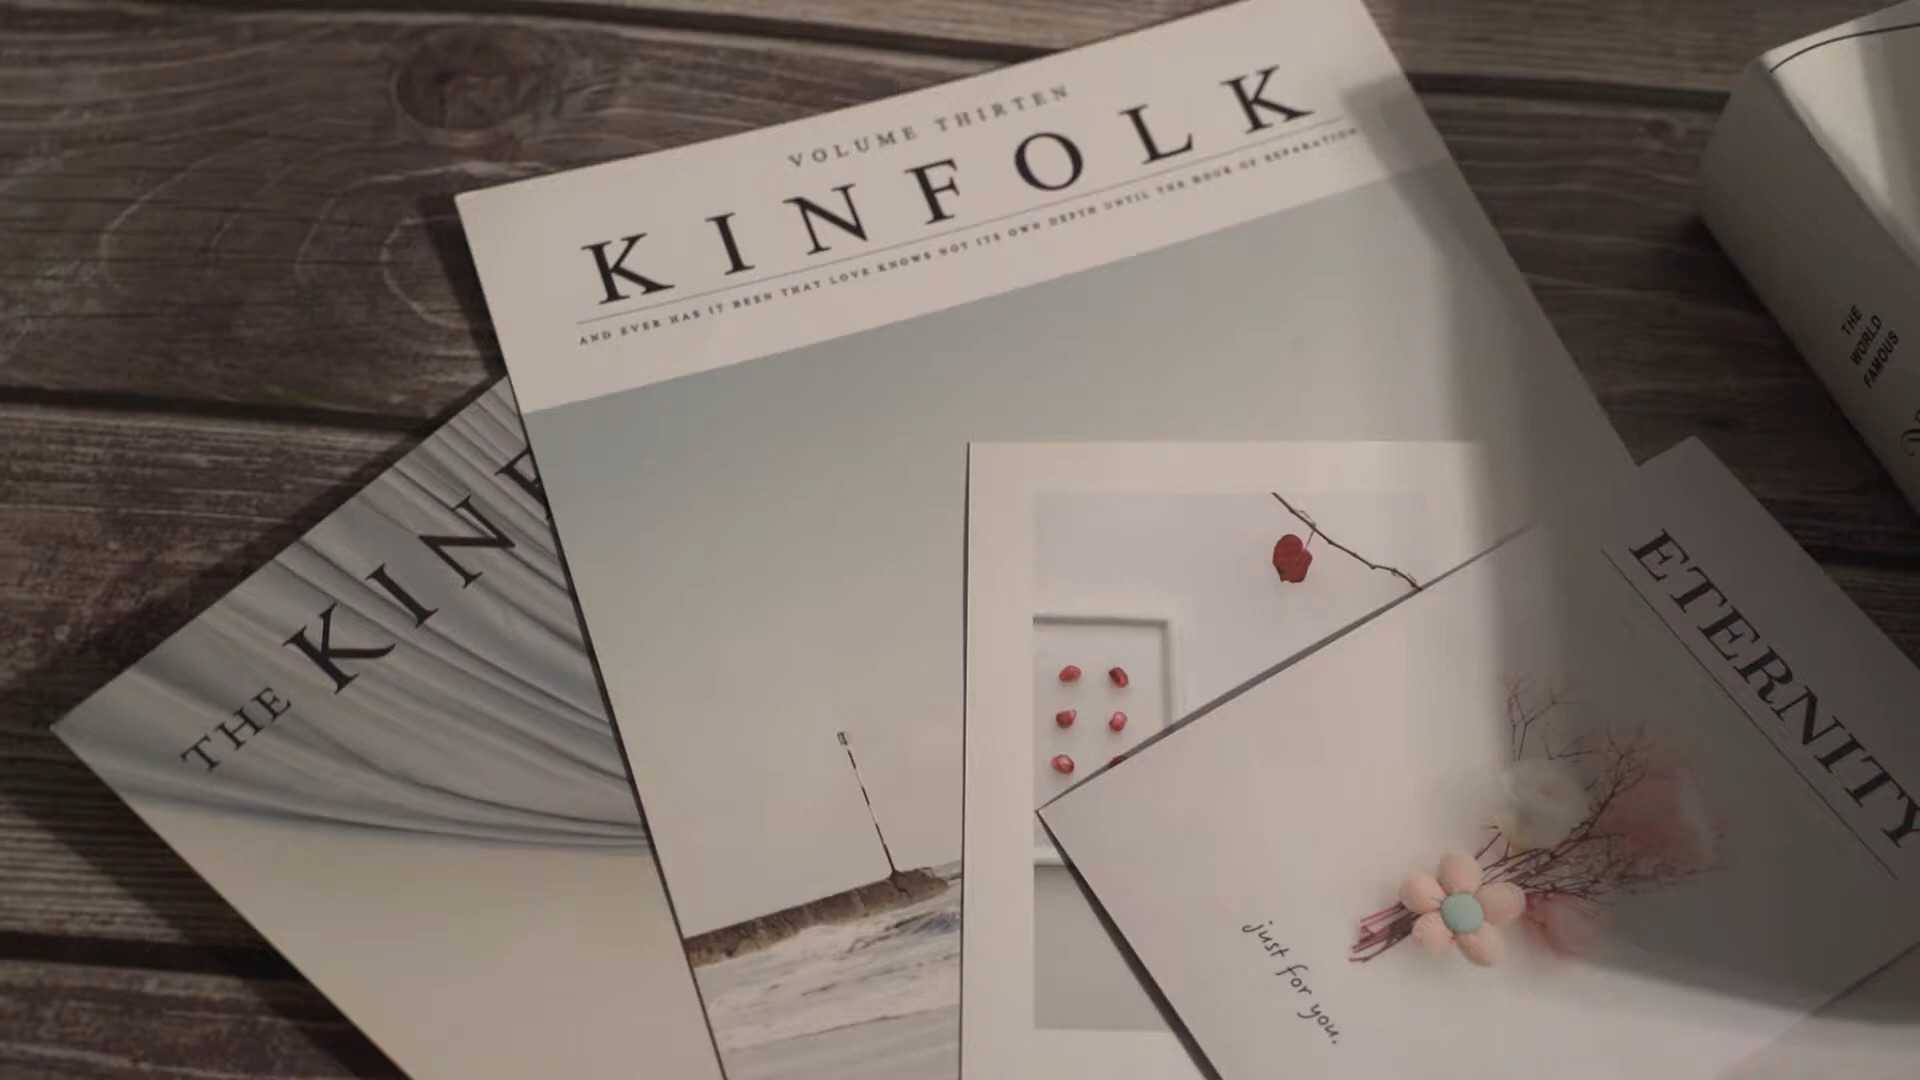 VOLUME THIRTEN
KINFOLK
AND EVER HAS IT BEEN THAT LOVE KNOWS NOT ITS OWN DEPTH UNTIL THE HOUR OF SEPARATION
THE KINF
ETERNITY
just for you.
THE
WORLD
FAMOUS